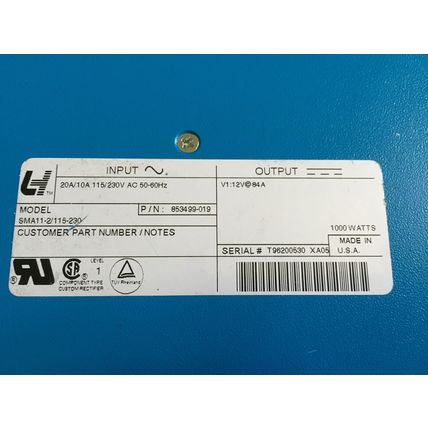 INPUT
20A/10A 115/230V AC 50-60Hz
OUTPUT
V1:12V@84A
MODEL
P/N: 853499-019
SMA11-2/115-230
CUSTOMER PART NUMBER / NOTES
1000 WATTS
SERIAL# T96200530 XA05
MADE IN
U.S.A.
LEVEL
1
COMPONENT TYPE
CUSTOM RECTIFIER
TÜV Rheinland